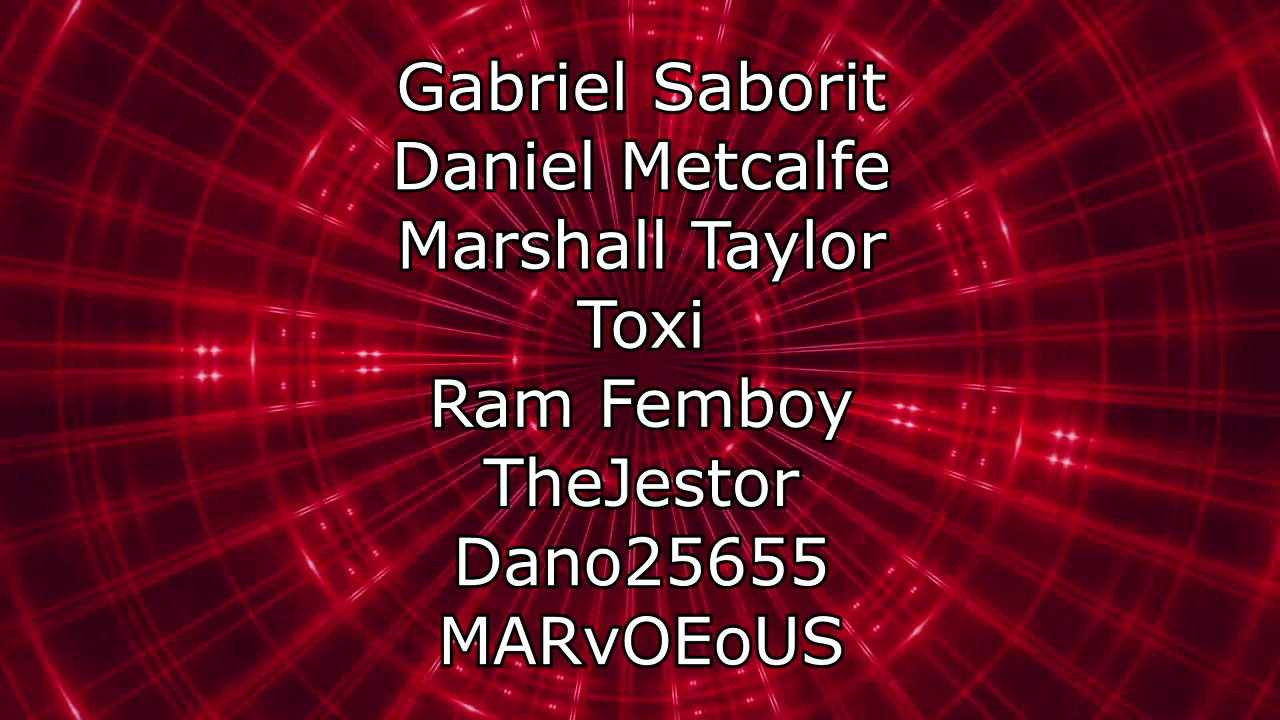 Gabriel Saborit
Daniel Metcalfe
Marshall Taylor
Toxi
Ram Femboy
TheJestor
Dano25655
MARvOEoUS